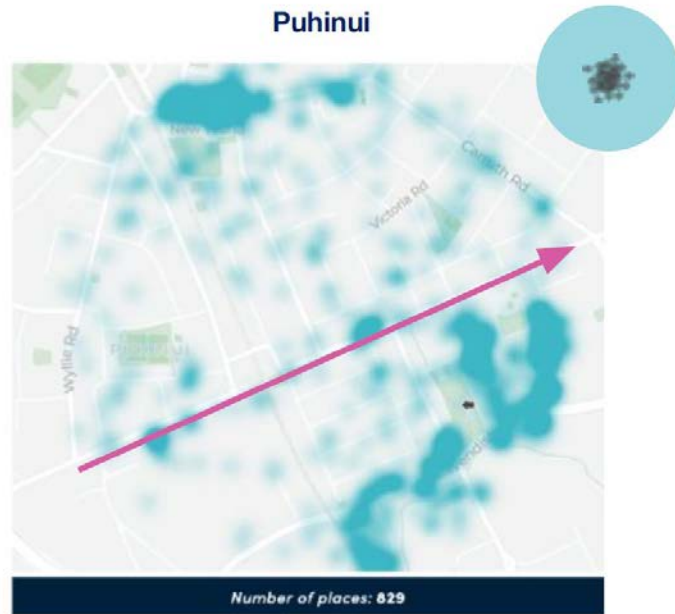 Puhinui
Carruth Rd
Victoria Rd
Wyllie Rd
Number of places: 829